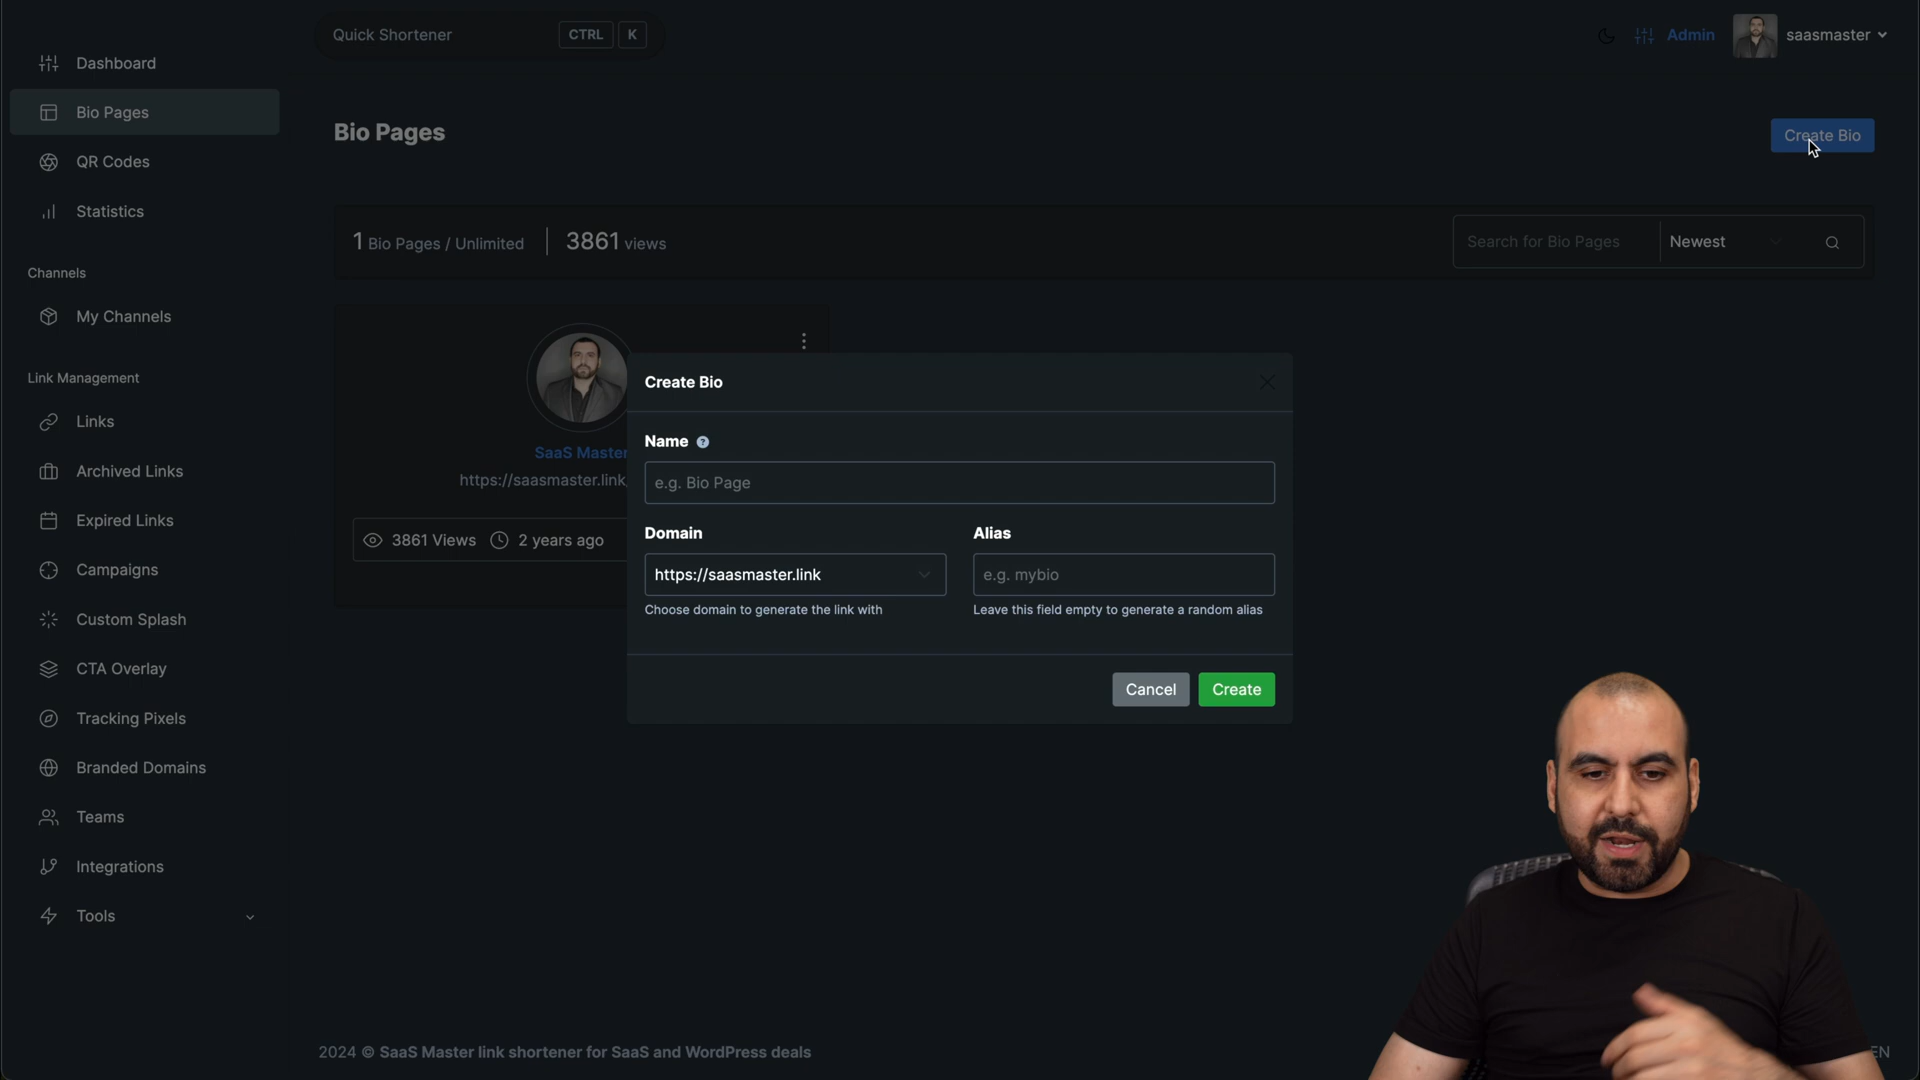 Quick Shortener CTRL K
Admin saasmaster
Dashboard
Bio Pages
QR Codes
Statistics
Channels
My Channels
Link Management
Links
Archived Links
Expired Links
Campaigns
Custom Splash
CTA Overlay
Tracking Pixels
Branded Domains
Teams
Integrations
Tools
Bio Pages
Create Bio
1 Bio Pages / Unlimited 3861 views
Search for Bio Pages Newest
SaaS Master
https://saasmaster.link
3861 Views 2 years ago
Create Bio
Name ?
e.g. Bio Page
Domain Alias
https://saasmaster.link e.g. mybio
Choose domain to generate the link with Leave this field empty to generate a random alias
Cancel Create
2024 © SaaS Master link shortener for SaaS and WordPress deals
EN